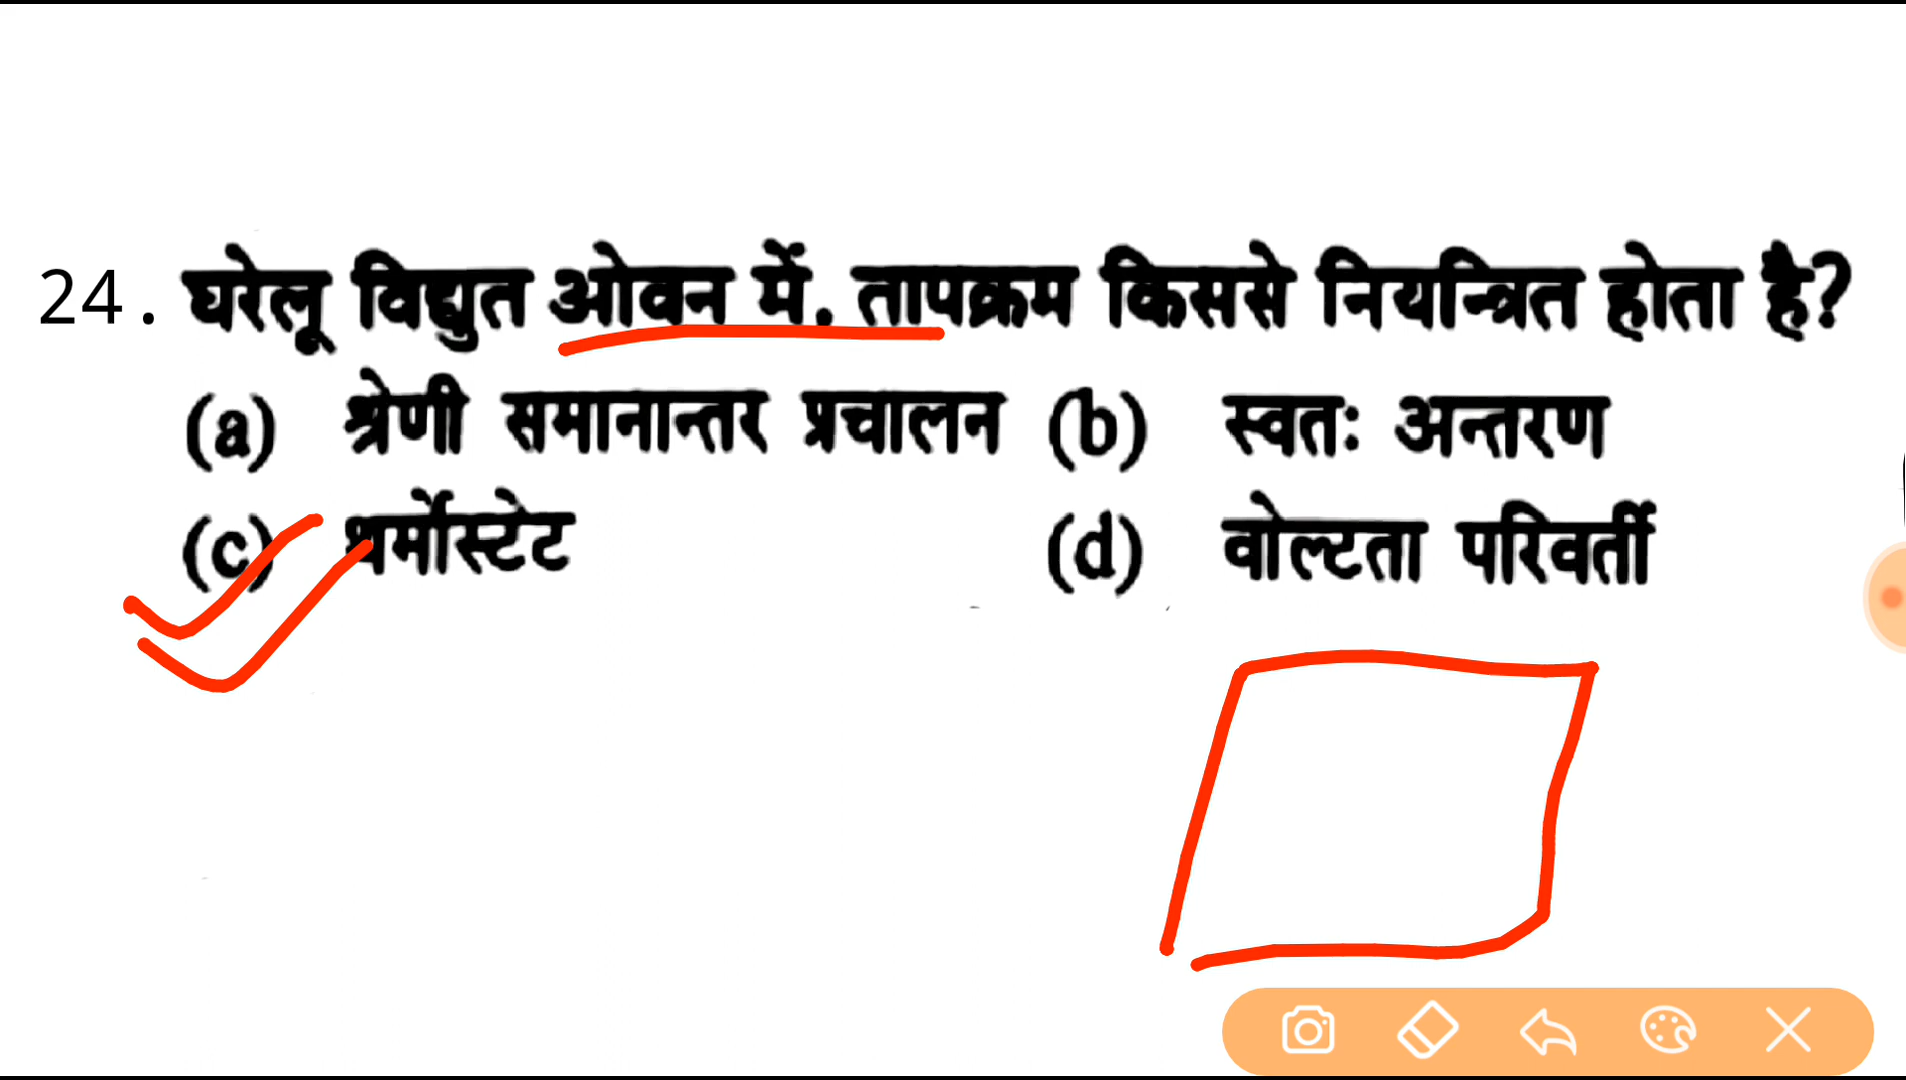 24. घरेलू विद्युत ओवन में. तापक्रम किससे नियन्त्रित होता है?
(a) श्रेणी समानान्तर प्रचालन (b) स्वतः अन्तरण
(c) थर्मोस्टेट (d) वोल्टता परिवर्ती